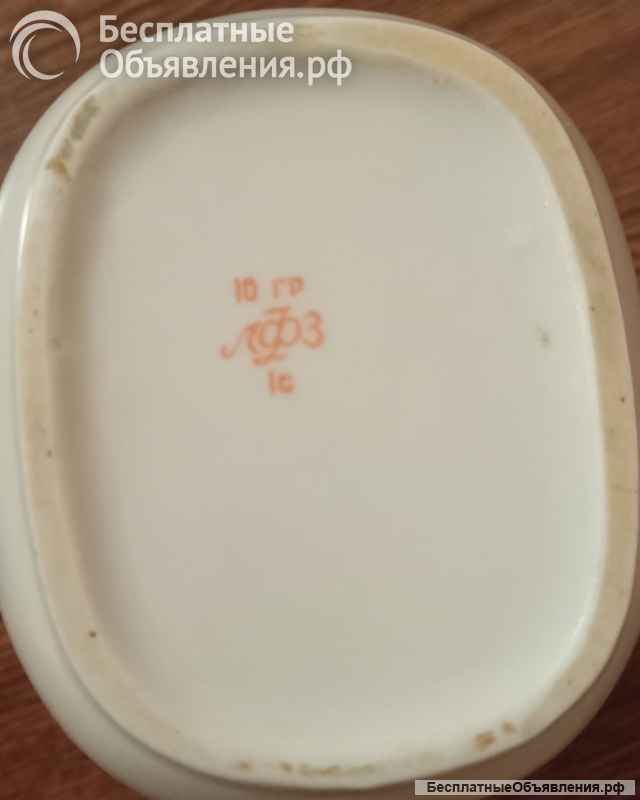 Бесплатные
Объявления.рф
10 гр
ЛФЗ
1с
БесплатныеОбъявления.рф